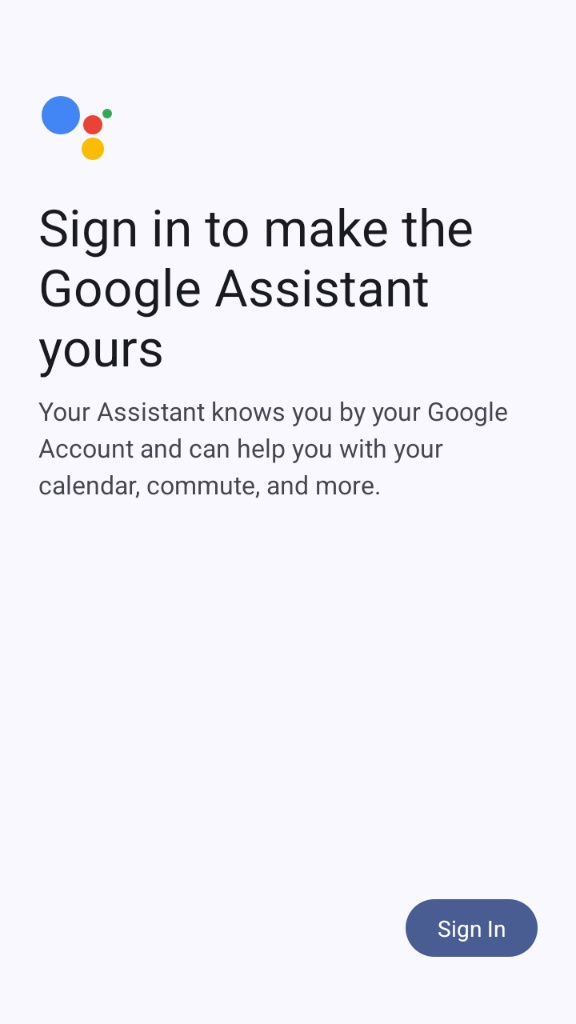 Sign in to make the
Google Assistant
yours
Your Assistant knows you by your Google
Account and can help you with your
calendar, commute, and more.
Sign In